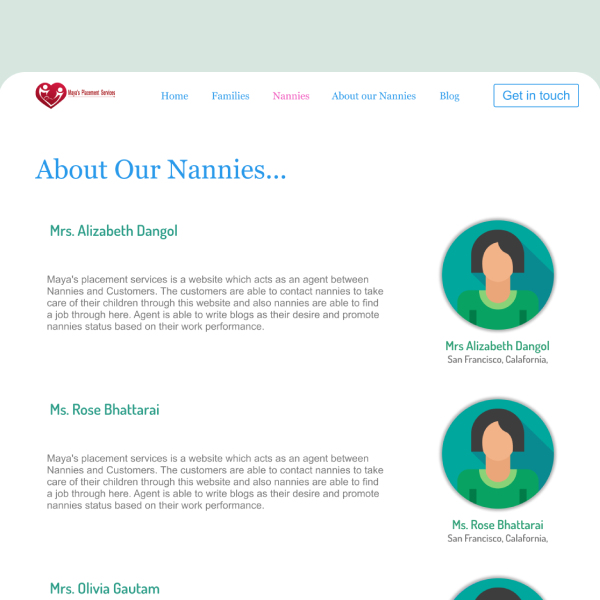 Maya's Placement Services
Home Families Nannies About our Nannies Blog Get in touch
About Our Nannies...
Mrs. Alizabeth Dangol
Maya's placement services is a website which acts as an agent between
Nannies and Customers. The customers are able to contact nannies to take
care of their children through this website and also nannies are able to find
a job through here. Agent is able to write blogs as their desire and promote
nannies status based on their work performance.
Mrs Alizabeth Dangol
San Francisco, Calafornia,
Ms. Rose Bhattarai
Maya's placement services is a website which acts as an agent between
Nannies and Customers. The customers are able to contact nannies to take
care of their children through this website and also nannies are able to find
a job through here. Agent is able to write blogs as their desire and promote
nannies status based on their work performance.
Ms. Rose Bhattarai
San Francisco, Calafornia,
Mrs. Olivia Gautam